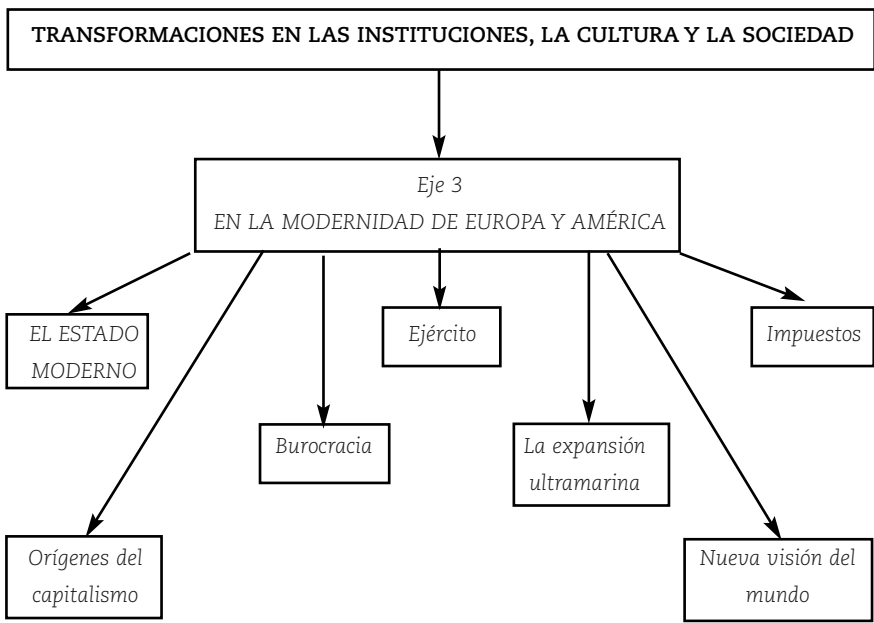 TRANSFORMACIONES EN LAS INSTITUCIONES, LA CULTURA Y LA SOCIEDAD
Eje 3
EN LA MODERNIDAD DE EUROPA Y AMÉRICA
EL ESTADO
MODERNO
Ejército
Impuestos
Burocracia
La expansión
ultramarina
Orígenes del
capitalismo
Nueva visión del
mundo